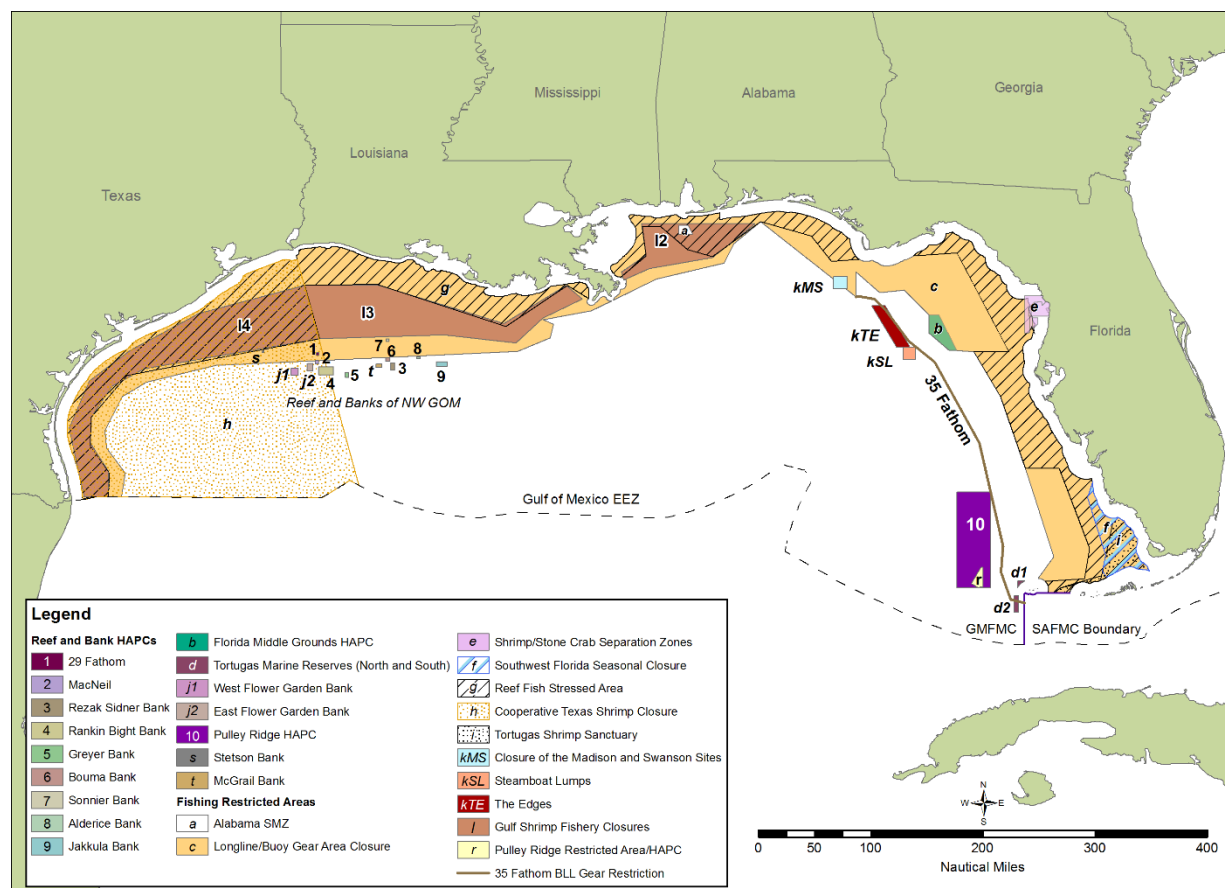 Mississippi
Alabama
Georgia
Louisiana
Texas
Florida
l2
a
g
kMS
c
e
l4
l3
b
kTE
kSL
s
1
2
7
6
8
j1
j2
4
5
t
3
9
Reef and Banks of NW GOM
h
35 Fathom
Gulf of Mexico EEZ
10
r
f
i
d1
d2
GMFMC
SAFMC Boundary
Legend
Reef and Bank HAPCs
1 29 Fathom
2 MacNeil
3 Rezak Sidner Bank
4 Rankin Bight Bank
5 Greyer Bank
6 Bouma Bank
7 Sonnier Bank
8 Alderice Bank
9 Jakkula Bank
b Florida Middle Grounds HAPC
d Tortugas Marine Reserves (North and South)
j1 West Flower Garden Bank
j2 East Flower Garden Bank
10 Pulley Ridge HAPC
s Stetson Bank
t McGrail Bank
Fishing Restricted Areas
a Alabama SMZ
c Longline/Buoy Gear Area Closure
e Shrimp/Stone Crab Separation Zones
f Southwest Florida Seasonal Closure
g Reef Fish Stressed Area
h Cooperative Texas Shrimp Closure
i Tortugas Shrimp Sanctuary
kMS Closure of the Madison and Swanson Sites
kSL Steamboat Lumps
kTE The Edges
l Gulf Shrimp Fishery Closures
r Pulley Ridge Restricted Area/HAPC
35 Fathom BLL Gear Restriction
N
W E
S
0 50 100 200 300 400
Nautical Miles